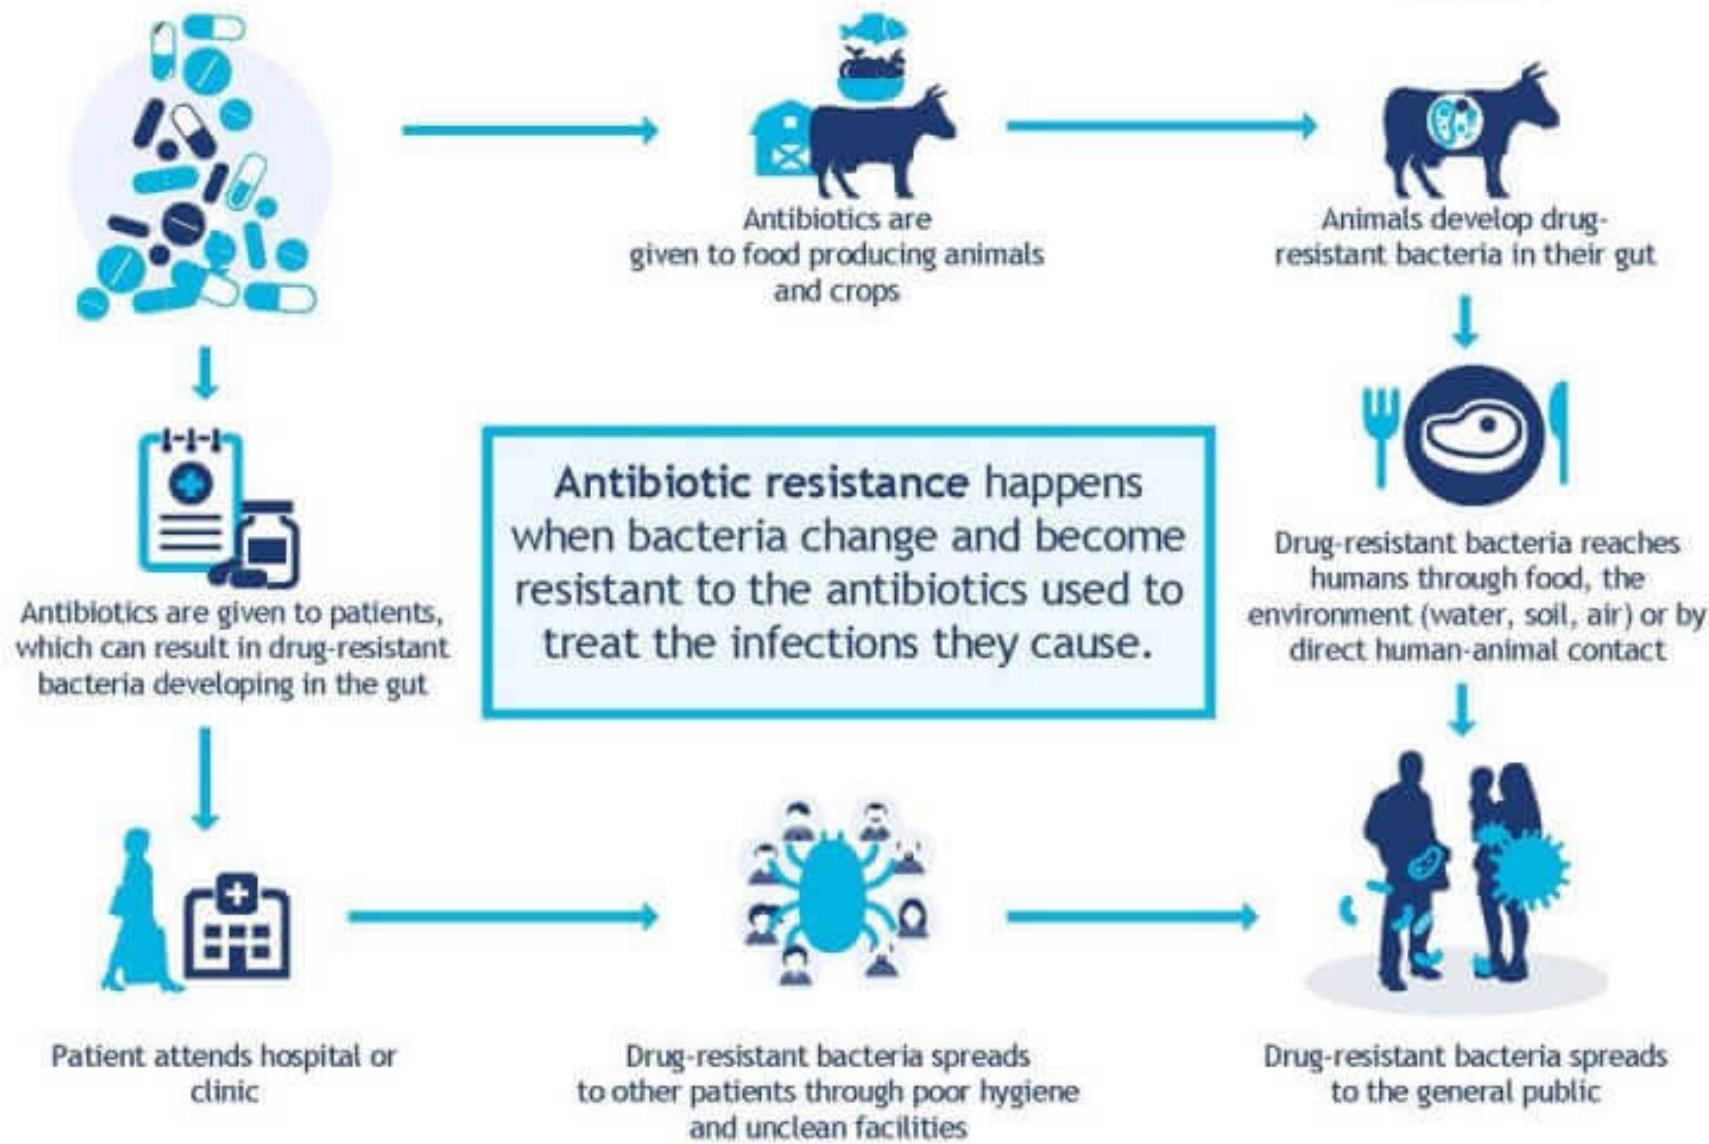 Antibiotics are
given to food producing animals
and crops
Animals develop drug-
resistant bacteria in their gut
Antibiotics are given to patients,
which can result in drug-resistant
bacteria developing in the gut
Antibiotic resistance happens
when bacteria change and become
resistant to the antibiotics used to
treat the infections they cause.
Drug-resistant bacteria reaches
humans through food, the
environment (water, soil, air) or by
direct human-animal contact
Patient attends hospital or
clinic
Drug-resistant bacteria spreads
to other patients through poor hygiene
and unclean facilities
Drug-resistant bacteria spreads
to the general public